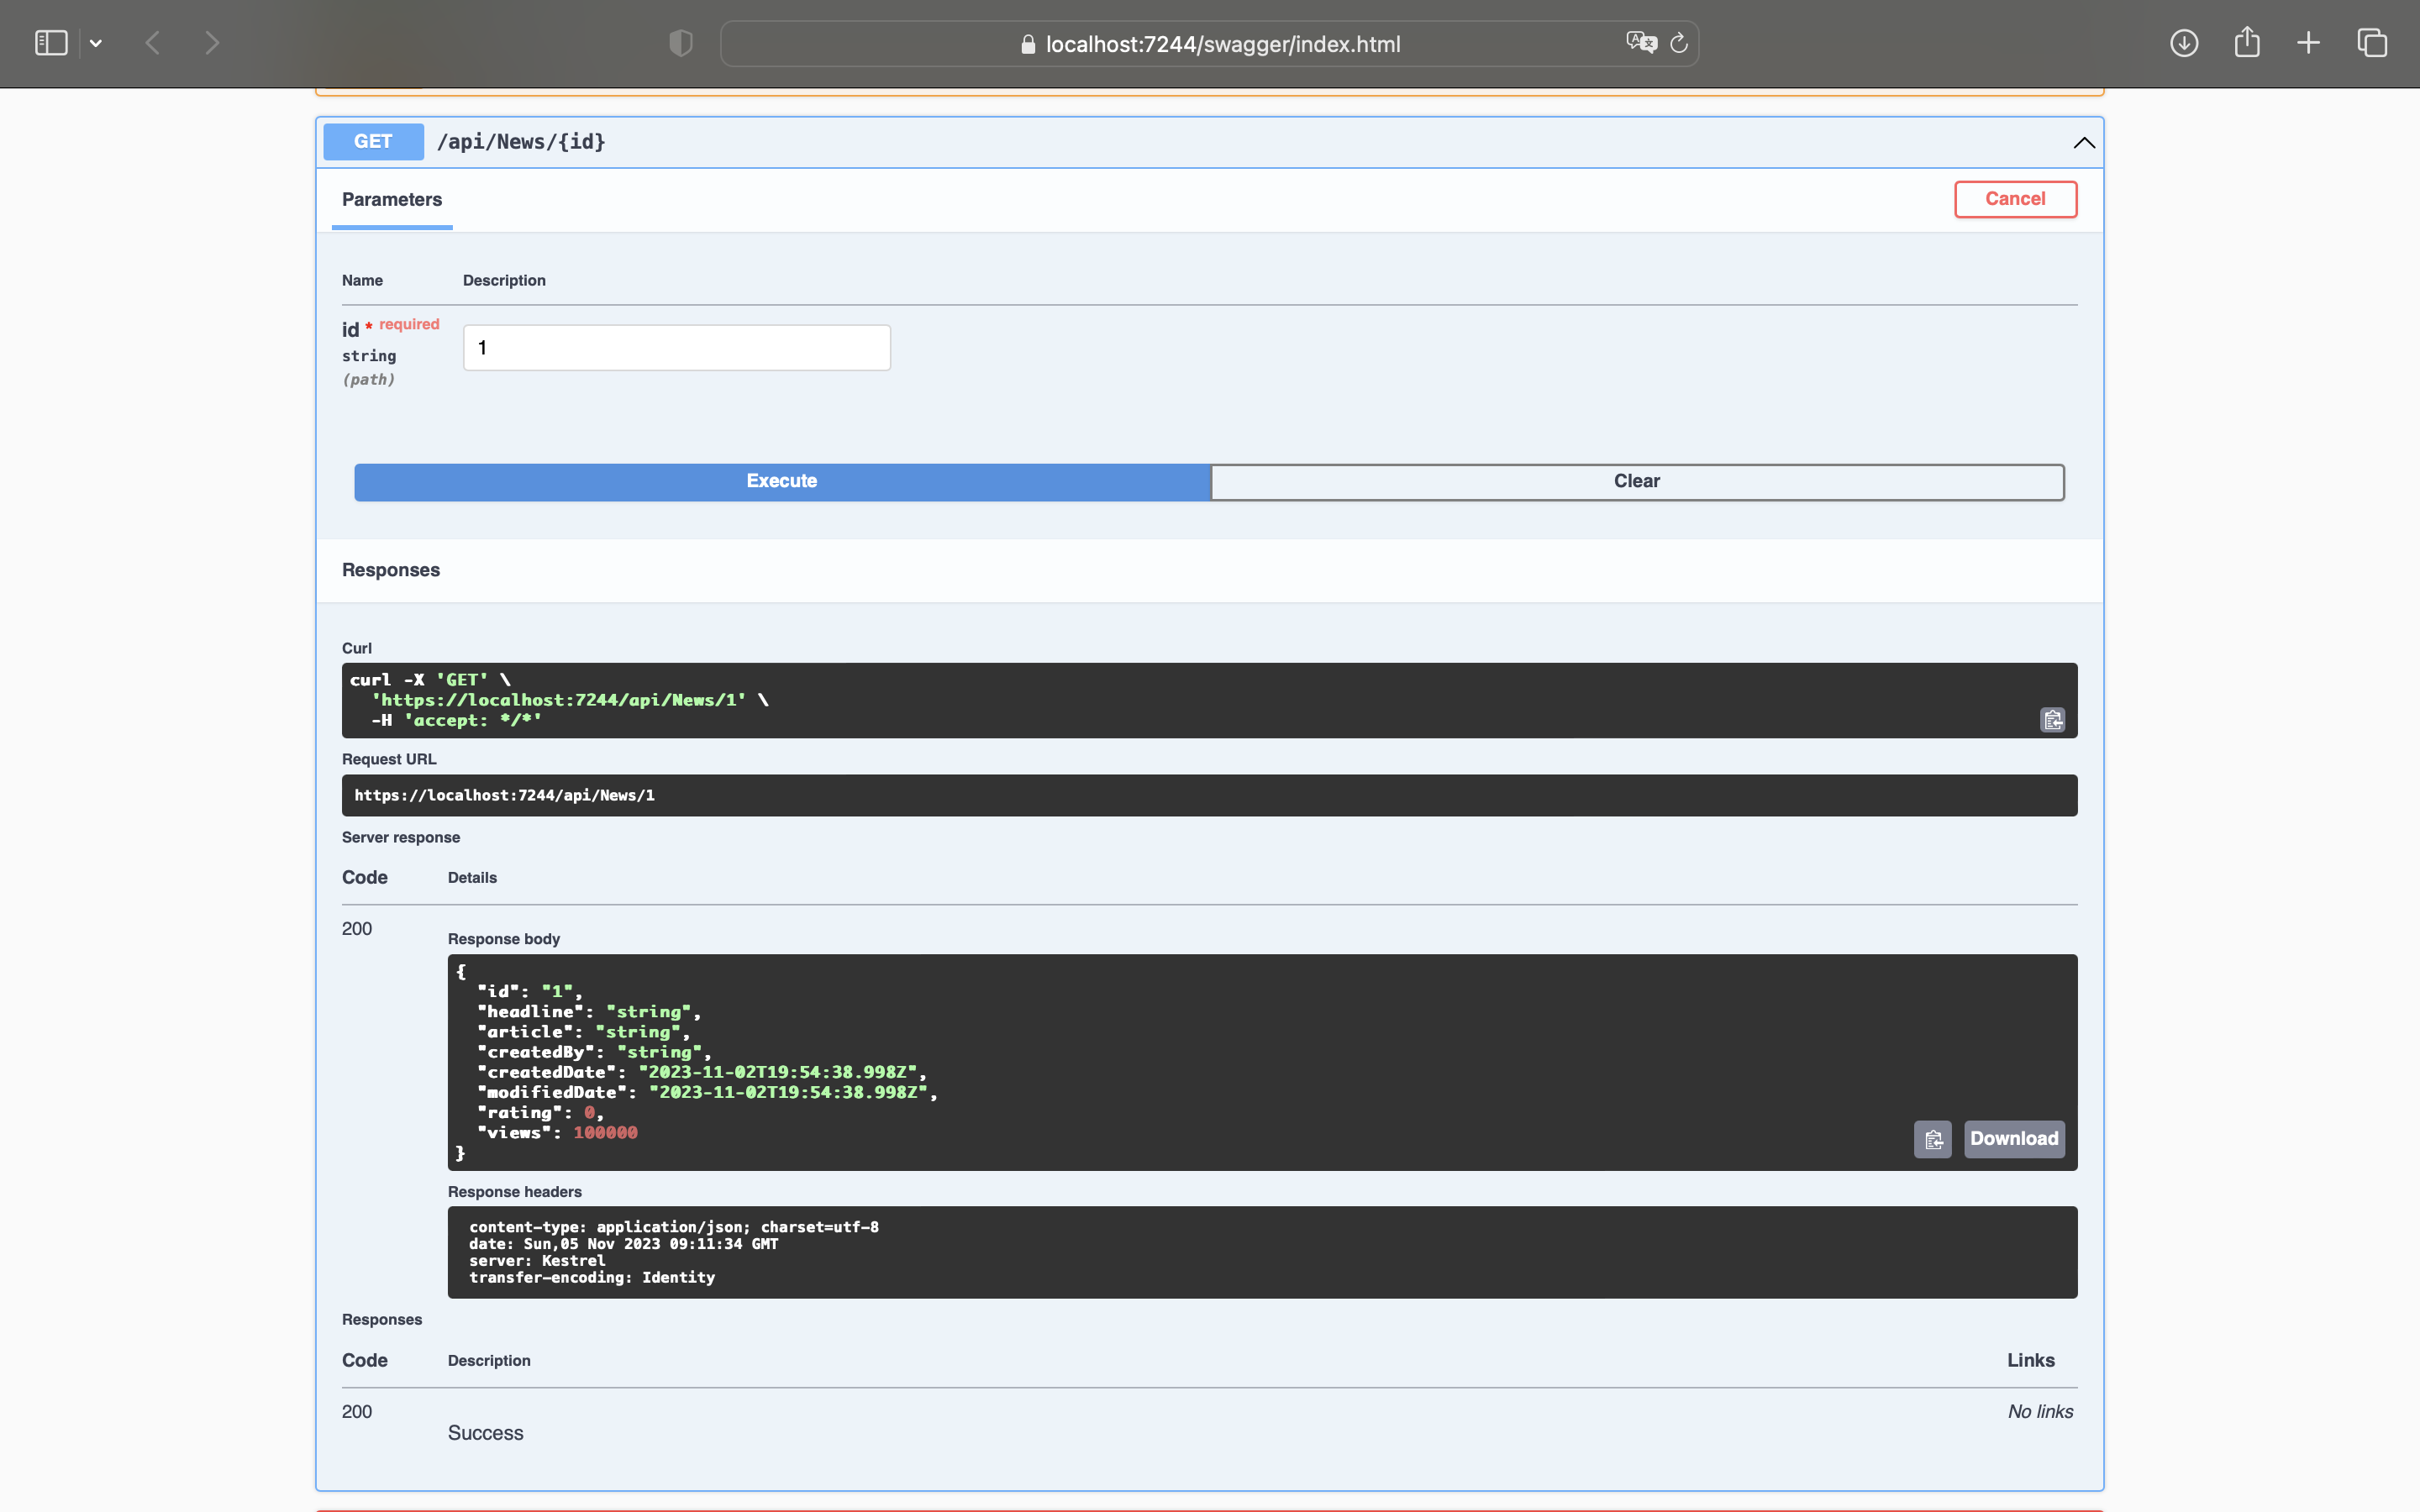 localhost:7244/swagger/index.html
GET /api/News/{id}
Parameters
Cancel
Name Description
id * required
string
(path)
1
Execute
Clear
Responses
Curl
curl -X 'GET' \
'https://localhost:7244/api/News/1' \
-H 'accept: */*'
Request URL
https://localhost:7244/api/News/1
Server response
Code Details
200
Response body
{
"id": "1",
"headline": "string",
"article": "string",
"createdBy": "string",
"createdDate": "2023-11-02T19:54:38.998Z",
"modifiedDate": "2023-11-02T19:54:38.998Z",
"rating": 0,
"views": 100000
}
Download
Response headers
content-type: application/json; charset=utf-8
date: Sun,05 Nov 2023 09:11:34 GMT
server: Kestrel
transfer-encoding: Identity
Responses
Code Description Links
200 No links
Success